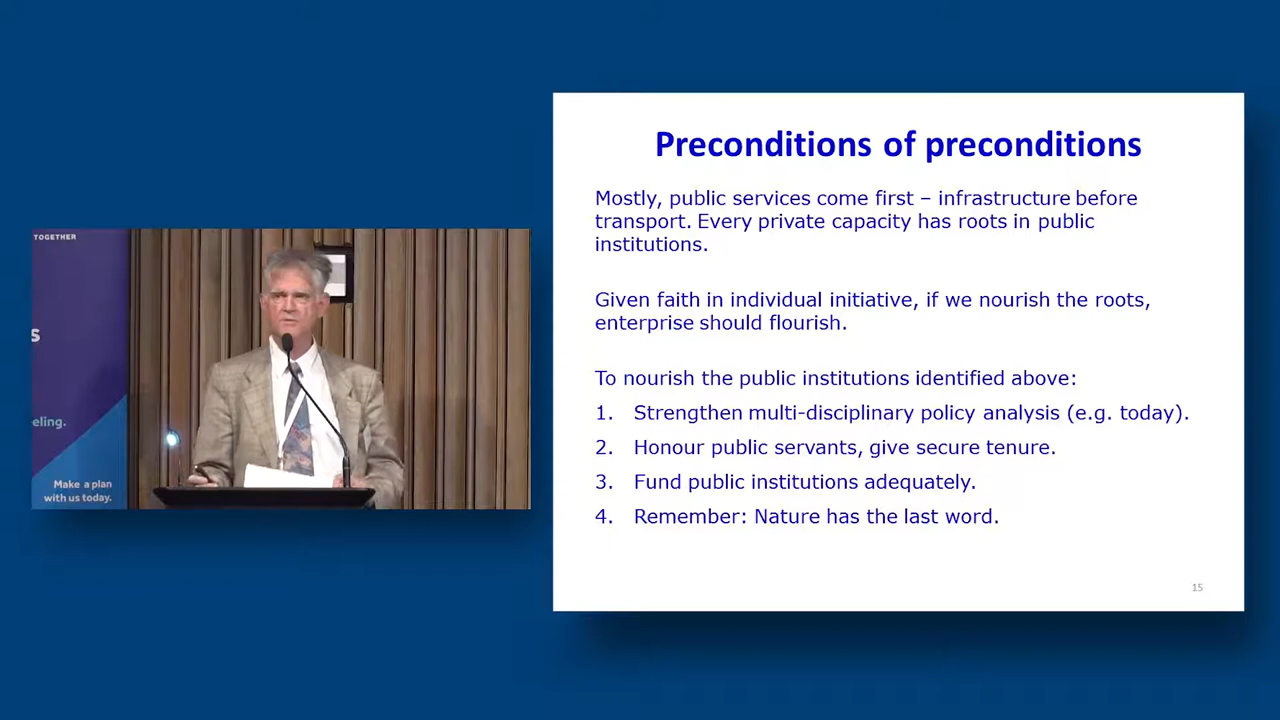 TOGETHER
S
eling.
Make a plan
with us today.
Preconditions of preconditions
Mostly, public services come first – infrastructure before
transport. Every private capacity has roots in public
institutions.
Given faith in individual initiative, if we nourish the roots,
enterprise should flourish.
To nourish the public institutions identified above:
1. Strengthen multi-disciplinary policy analysis (e.g. today).
2. Honour public servants, give secure tenure.
3. Fund public institutions adequately.
4. Remember: Nature has the last word.
15